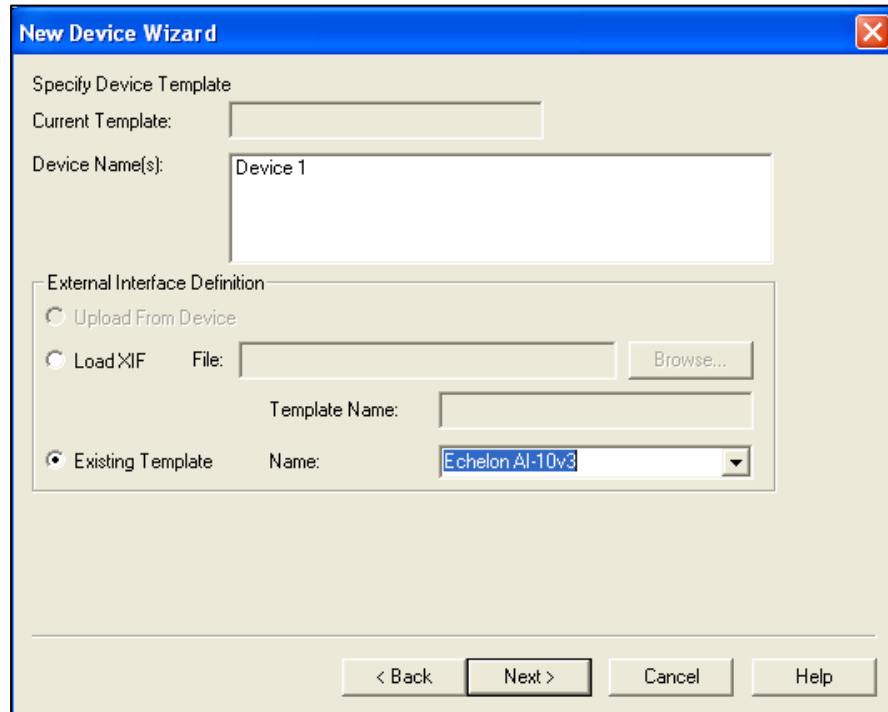 New Device Wizard
Specify Device Template
Current Template:
Device Name(s):
Device 1
External Interface Definition
Upload From Device
Load XIF File: Browse...
Template Name:
Existing Template Name: Echelon AI-10v3
< Back Next > Cancel Help